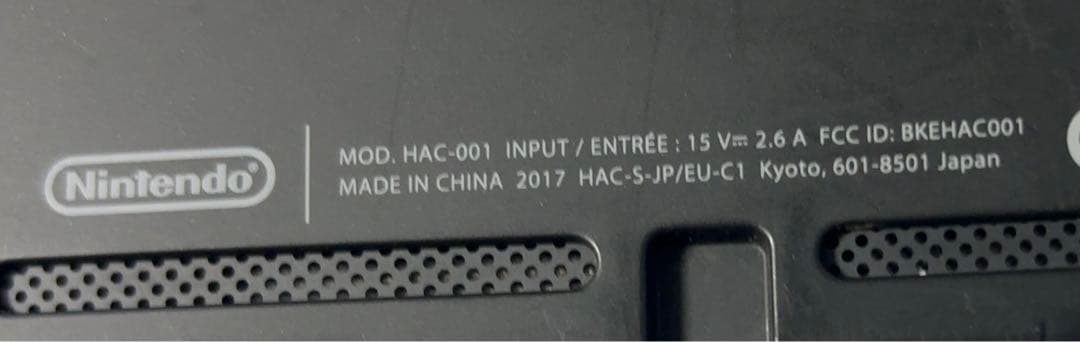 Nintendo
MOD. HAC-001 INPUT / ENTRÉE : 15 V⎓ 2.6 A FCC ID: BKEHAC001
MADE IN CHINA 2017 HAC-S-JP/EU-C1 Kyoto, 601-8501 Japan